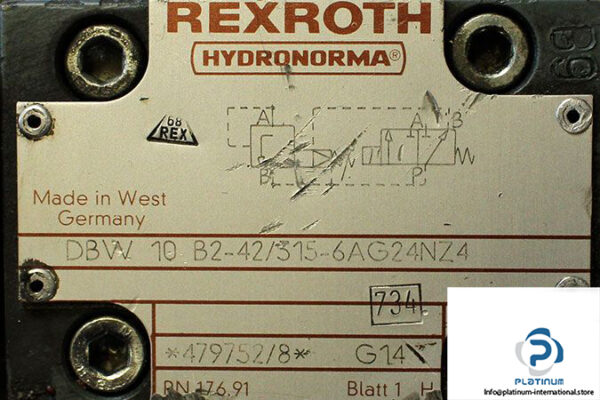 REXROTH
HYDRONORMA®
68
REX
A
A
B
B
P
Made in West
Germany
DBW 10 B2-42/315-6AG24NZ4
734
*479752/8*
G14
RN 176.91
Blatt 1
H
PLATINUM
Info@platinum-international.store